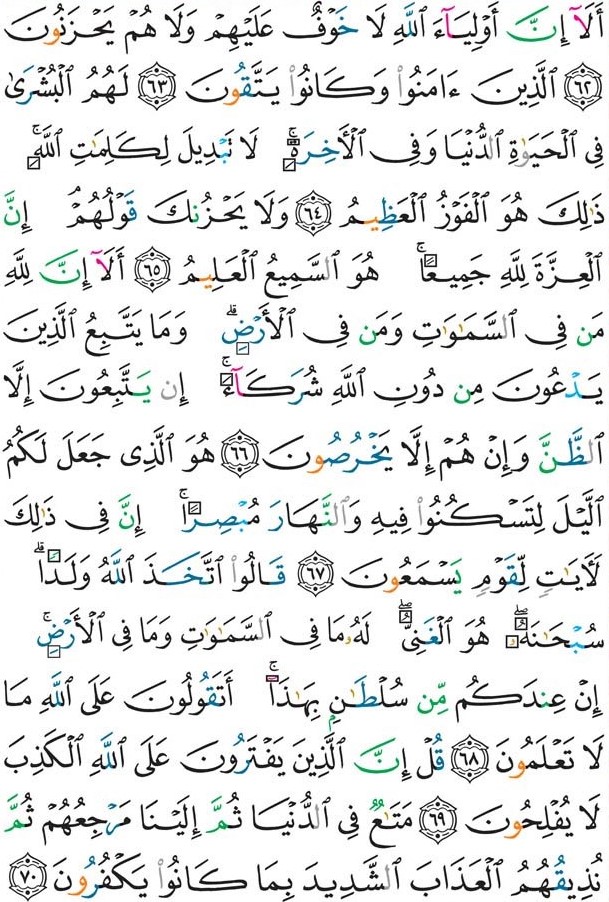 أَلَآ إِنَّ أَوْلِيَآءَ ٱللَّهِ لَا خَوْفٌ عَلَيْهِمْ وَلَا هُمْ يَحْزَنُونَ
۝٦٢ ٱلَّذِينَ ءَامَنُوا۟ وَكَانُوا۟ يَتَّقُونَ ۝٦٣ لَهُمُ ٱلْبُشْرَىٰ
فِى ٱلْحَيَوٰةِ ٱلدُّنْيَا وَفِى ٱلْـَٔاخِرَةِ ۚ لَا تَبْدِيلَ لِكَلِمَـٰتِ ٱللَّهِ ۚ
ذَٰلِكَ هُوَ ٱلْفَوْزُ ٱلْعَظِيمُ ۝٦٤ وَلَا يَحْزُنكَ قَوْلُهُمْ ۘ إِنَّ
ٱلْعِزَّةَ لِلَّهِ جَمِيعًا ۚ هُوَ ٱلسَّمِيعُ ٱلْعَلِيمُ ۝٦٥ أَلَآ إِنَّ لِلَّهِ
مَن فِى ٱلسَّمَـٰوَٰتِ وَمَن فِى ٱلْأَرْضِ ۗ وَمَا يَتَّبِعُ ٱلَّذِينَ
يَدْعُونَ مِن دُونِ ٱللَّهِ شُرَكَآءَ ۚ إِن يَتَّبِعُونَ إِلَّا
ٱلظَّنَّ وَإِنْ هُمْ إِلَّا يَخْرُصُونَ ۝٦٦ هُوَ ٱلَّذِى جَعَلَ لَكُمُ
ٱلَّيْلَ لِتَسْكُنُوا۟ فِيهِ وَٱلنَّهَارَ مُبْصِرًا ۚ إِنَّ فِى ذَٰلِكَ
لَـَٔايَـٰتٍ لِّقَوْمٍ يَسْمَعُونَ ۝٦٧ قَالُوا۟ ٱتَّخَذَ ٱللَّهُ وَلَدًا ۗ
سُبْحَـٰنَهُۥ ۖ هُوَ ٱلْغَنِىُّ ۖ لَهُۥ مَا فِى ٱلسَّمَـٰوَٰتِ وَمَا فِى ٱلْأَرْضِ ۚ
إِنْ عِندَكُم مِّن سُلْطَـٰنٍۭ بِهَـٰذَآ ۚ أَتَقُولُونَ عَلَى ٱللَّهِ مَا
لَا تَعْلَمُونَ ۝٦٨ قُلْ إِنَّ ٱلَّذِينَ يَفْتَرُونَ عَلَى ٱللَّهِ ٱلْكَذِبَ
لَا يُفْلِحُونَ ۝٦٩ مَتَـٰعٌ فِى ٱلدُّنْيَا ثُمَّ إِلَيْنَا مَرْجِعُهُمْ ثُمَّ
نُذِيقُهُمُ ٱلْعَذَابَ ٱلشَّدِيدَ بِمَا كَانُوا۟ يَكْفُرُونَ ۝٧٠